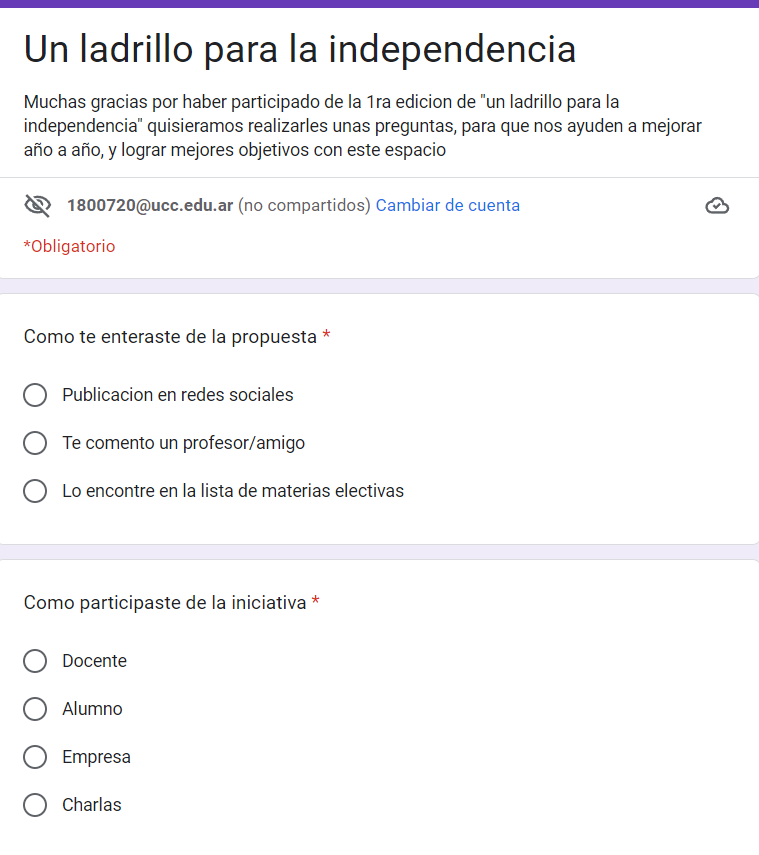 Un ladrillo para la independencia
Muchas gracias por haber participado de la 1ra edicion de "un ladrillo para la
independencia" quisieramos realizarles unas preguntas, para que nos ayuden a mejorar
año a año, y lograr mejores objetivos con este espacio
1800720@ucc.edu.ar (no compartidos) Cambiar de cuenta
*Obligatorio
Como te enteraste de la propuesta *
Publicacion en redes sociales
Te comento un profesor/amigo
Lo encontre en la lista de materias electivas
Como participaste de la iniciativa *
Docente
Alumno
Empresa
Charlas